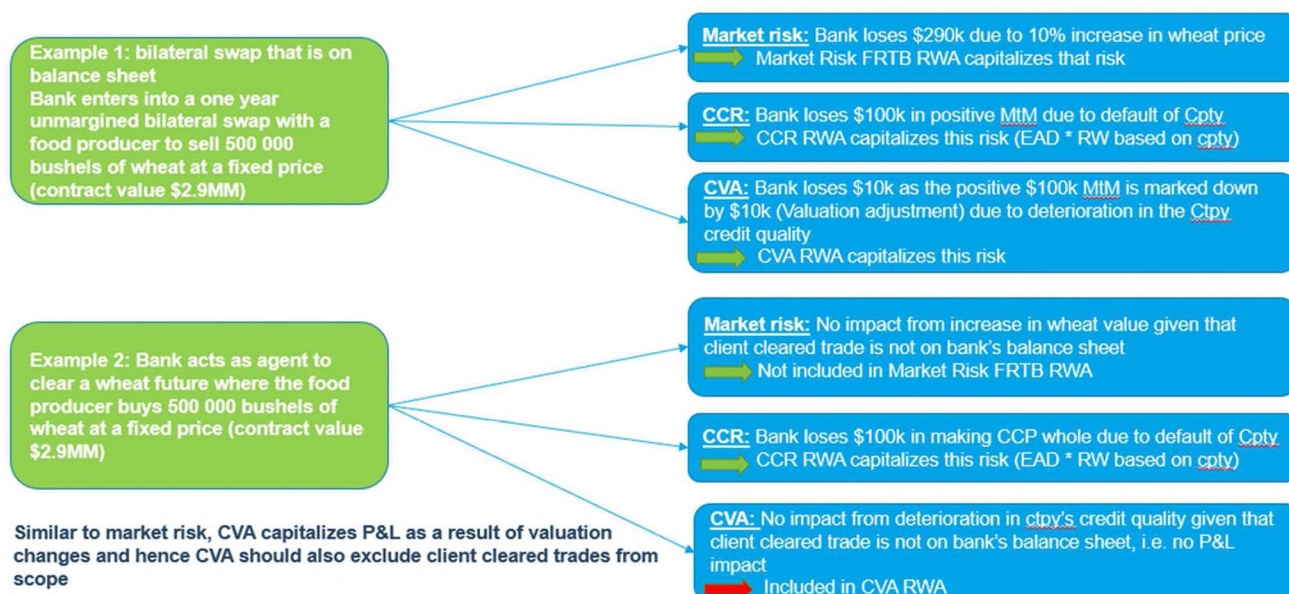 Example 1: bilateral swap that is on
balance sheet
Bank enters into a one year
unmargined bilateral swap with a
food producer to sell 500 000
bushels of wheat at a fixed price
(contract value $2.9MM)
Market risk: Bank loses $290k due to 10% increase in wheat price
Market Risk FRTB RWA capitalizes that risk
CCR: Bank loses $100k in positive MtM due to default of Cpty
CCR RWA capitalizes this risk (EAD * RW based on cpty)
CVA: Bank loses $10k as the positive $100k MtM is marked down
by $10k (Valuation adjustment) due to deterioration in the Ctpy
credit quality
CVA RWA capitalizes this risk
Example 2: Bank acts as agent to
clear a wheat future where the food
producer buys 500 000 bushels of
wheat at a fixed price (contract value
$2.9MM)
Market risk: No impact from increase in wheat value given that
client cleared trade is not on bank's balance sheet
Not included in Market Risk FRTB RWA
CCR: Bank loses $100k in making CCP whole due to default of Cpty
CCR RWA capitalizes this risk (EAD * RW based on cpty)
CVA: No impact from deterioration in ctpy's credit quality given that
client cleared trade is not on bank's balance sheet, i.e. no P&L
impact
Included in CVA RWA
Similar to market risk, CVA capitalizes P&L as a result of valuation
changes and hence CVA should also exclude client cleared trades from
scope